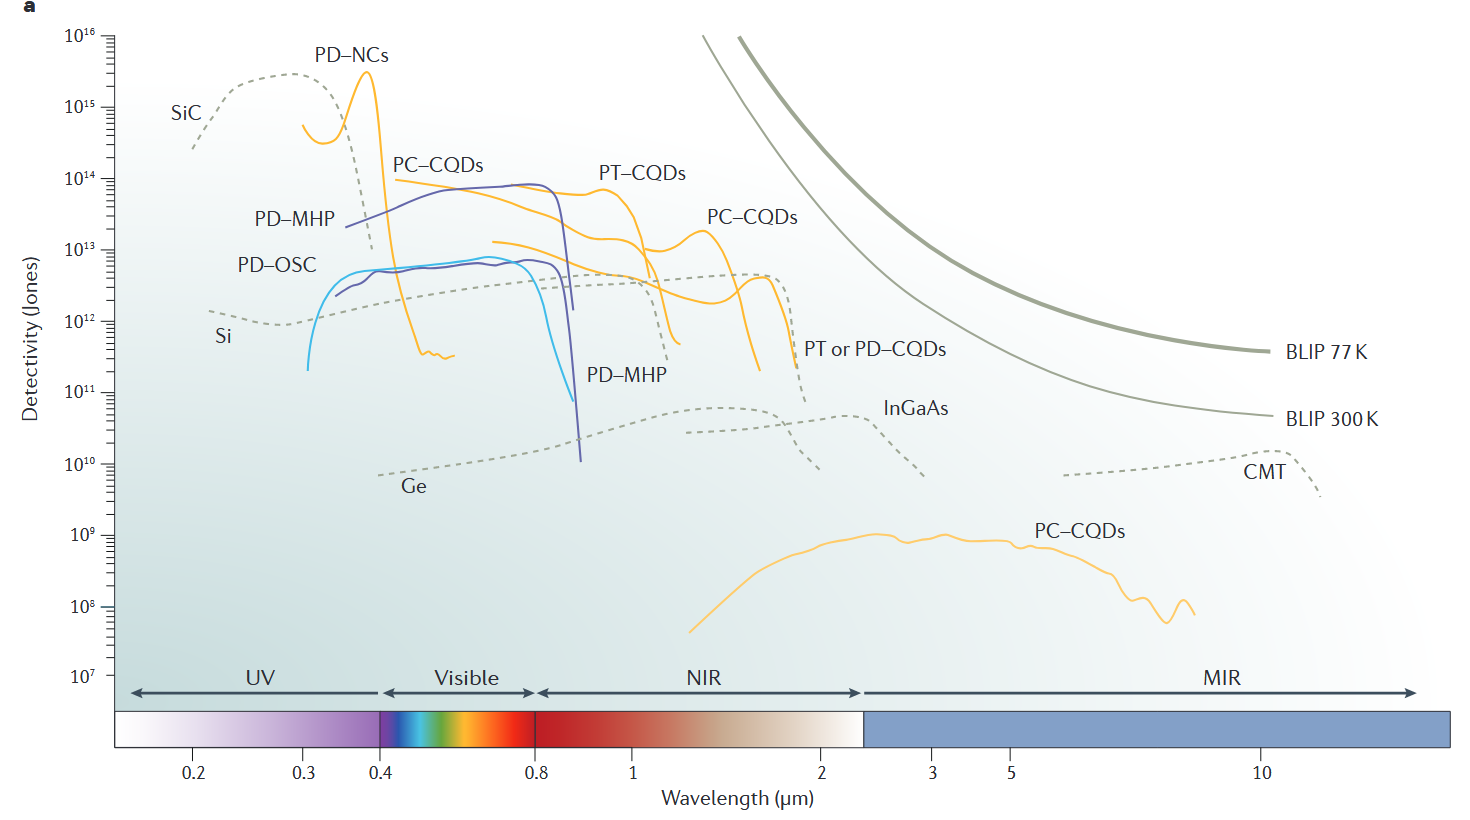 a
10¹⁶
PD–NCs
SiC
10¹⁵
PC–CQDs
PT–CQDs
10¹⁴
PD–MHP
PC–CQDs
10¹³
PD–OSC
10¹²
Si
PT or PD–CQDs
BLIP 77 K
PD–MHP
10¹¹
InGaAs
BLIP 300 K
10¹⁰
Ge
CMT
10⁹
PC–CQDs
10⁸
10⁷
Detectivity (Jones)
UV
Visible
NIR
MIR
0.2 0.3 0.4 0.8 1 2 3 5 10
Wavelength (µm)